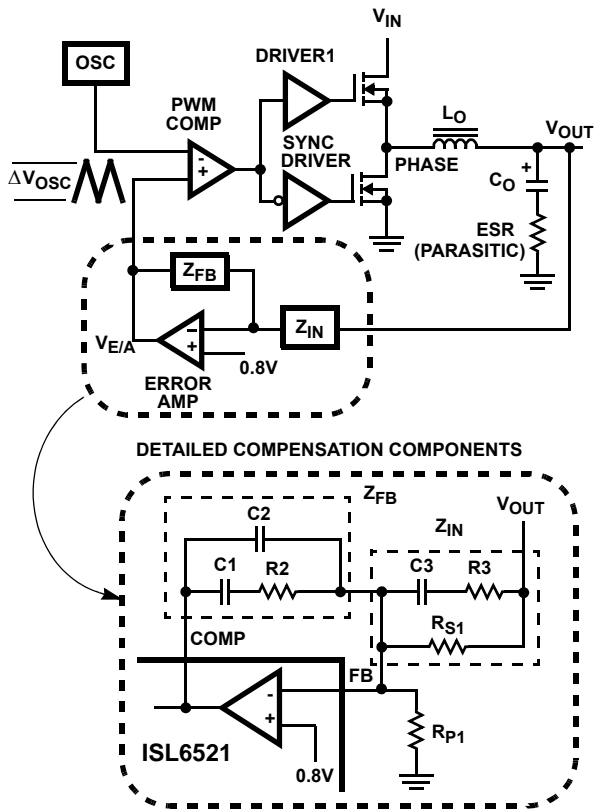 V_IN
OSC
DRIVER1
PWM
COMP
L_O
V_OUT
SYNC
DRIVER
PHASE
-
+
+
C_O
ΔV_OSC
ESR
(PARASITIC)
Z_FB
Z_IN
V_E/A
-
+
0.8V
ERROR
AMP
DETAILED COMPENSATION COMPONENTS
Z_FB
V_OUT
C2
Z_IN
C1
R2
C3
R3
R_S1
COMP
FB
-
+
R_P1
ISL6521
0.8V